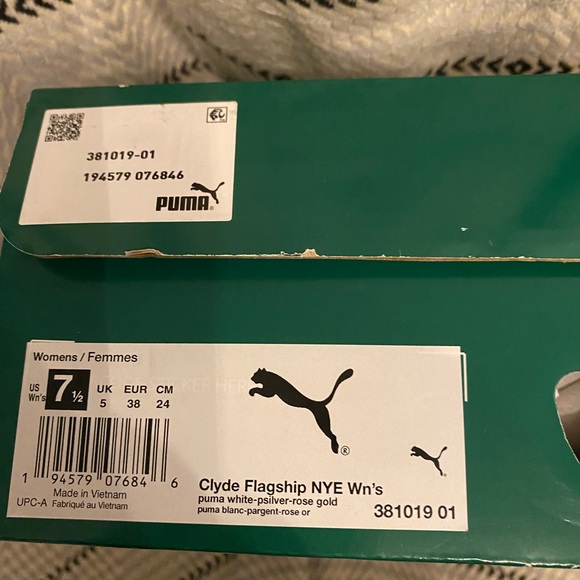 381019-01
194579 076846
PUMA®
Womens / Femmes
US Wn's 7 ½
UK 5
EUR 38
CM 24
1 94579 07684 6
Made in Vietnam
UPC-A Fabriqué au Vietnam
®
Clyde Flagship NYE Wn's
puma white-psilver-rose gold
puma blanc-pargent-rose or
381019 01